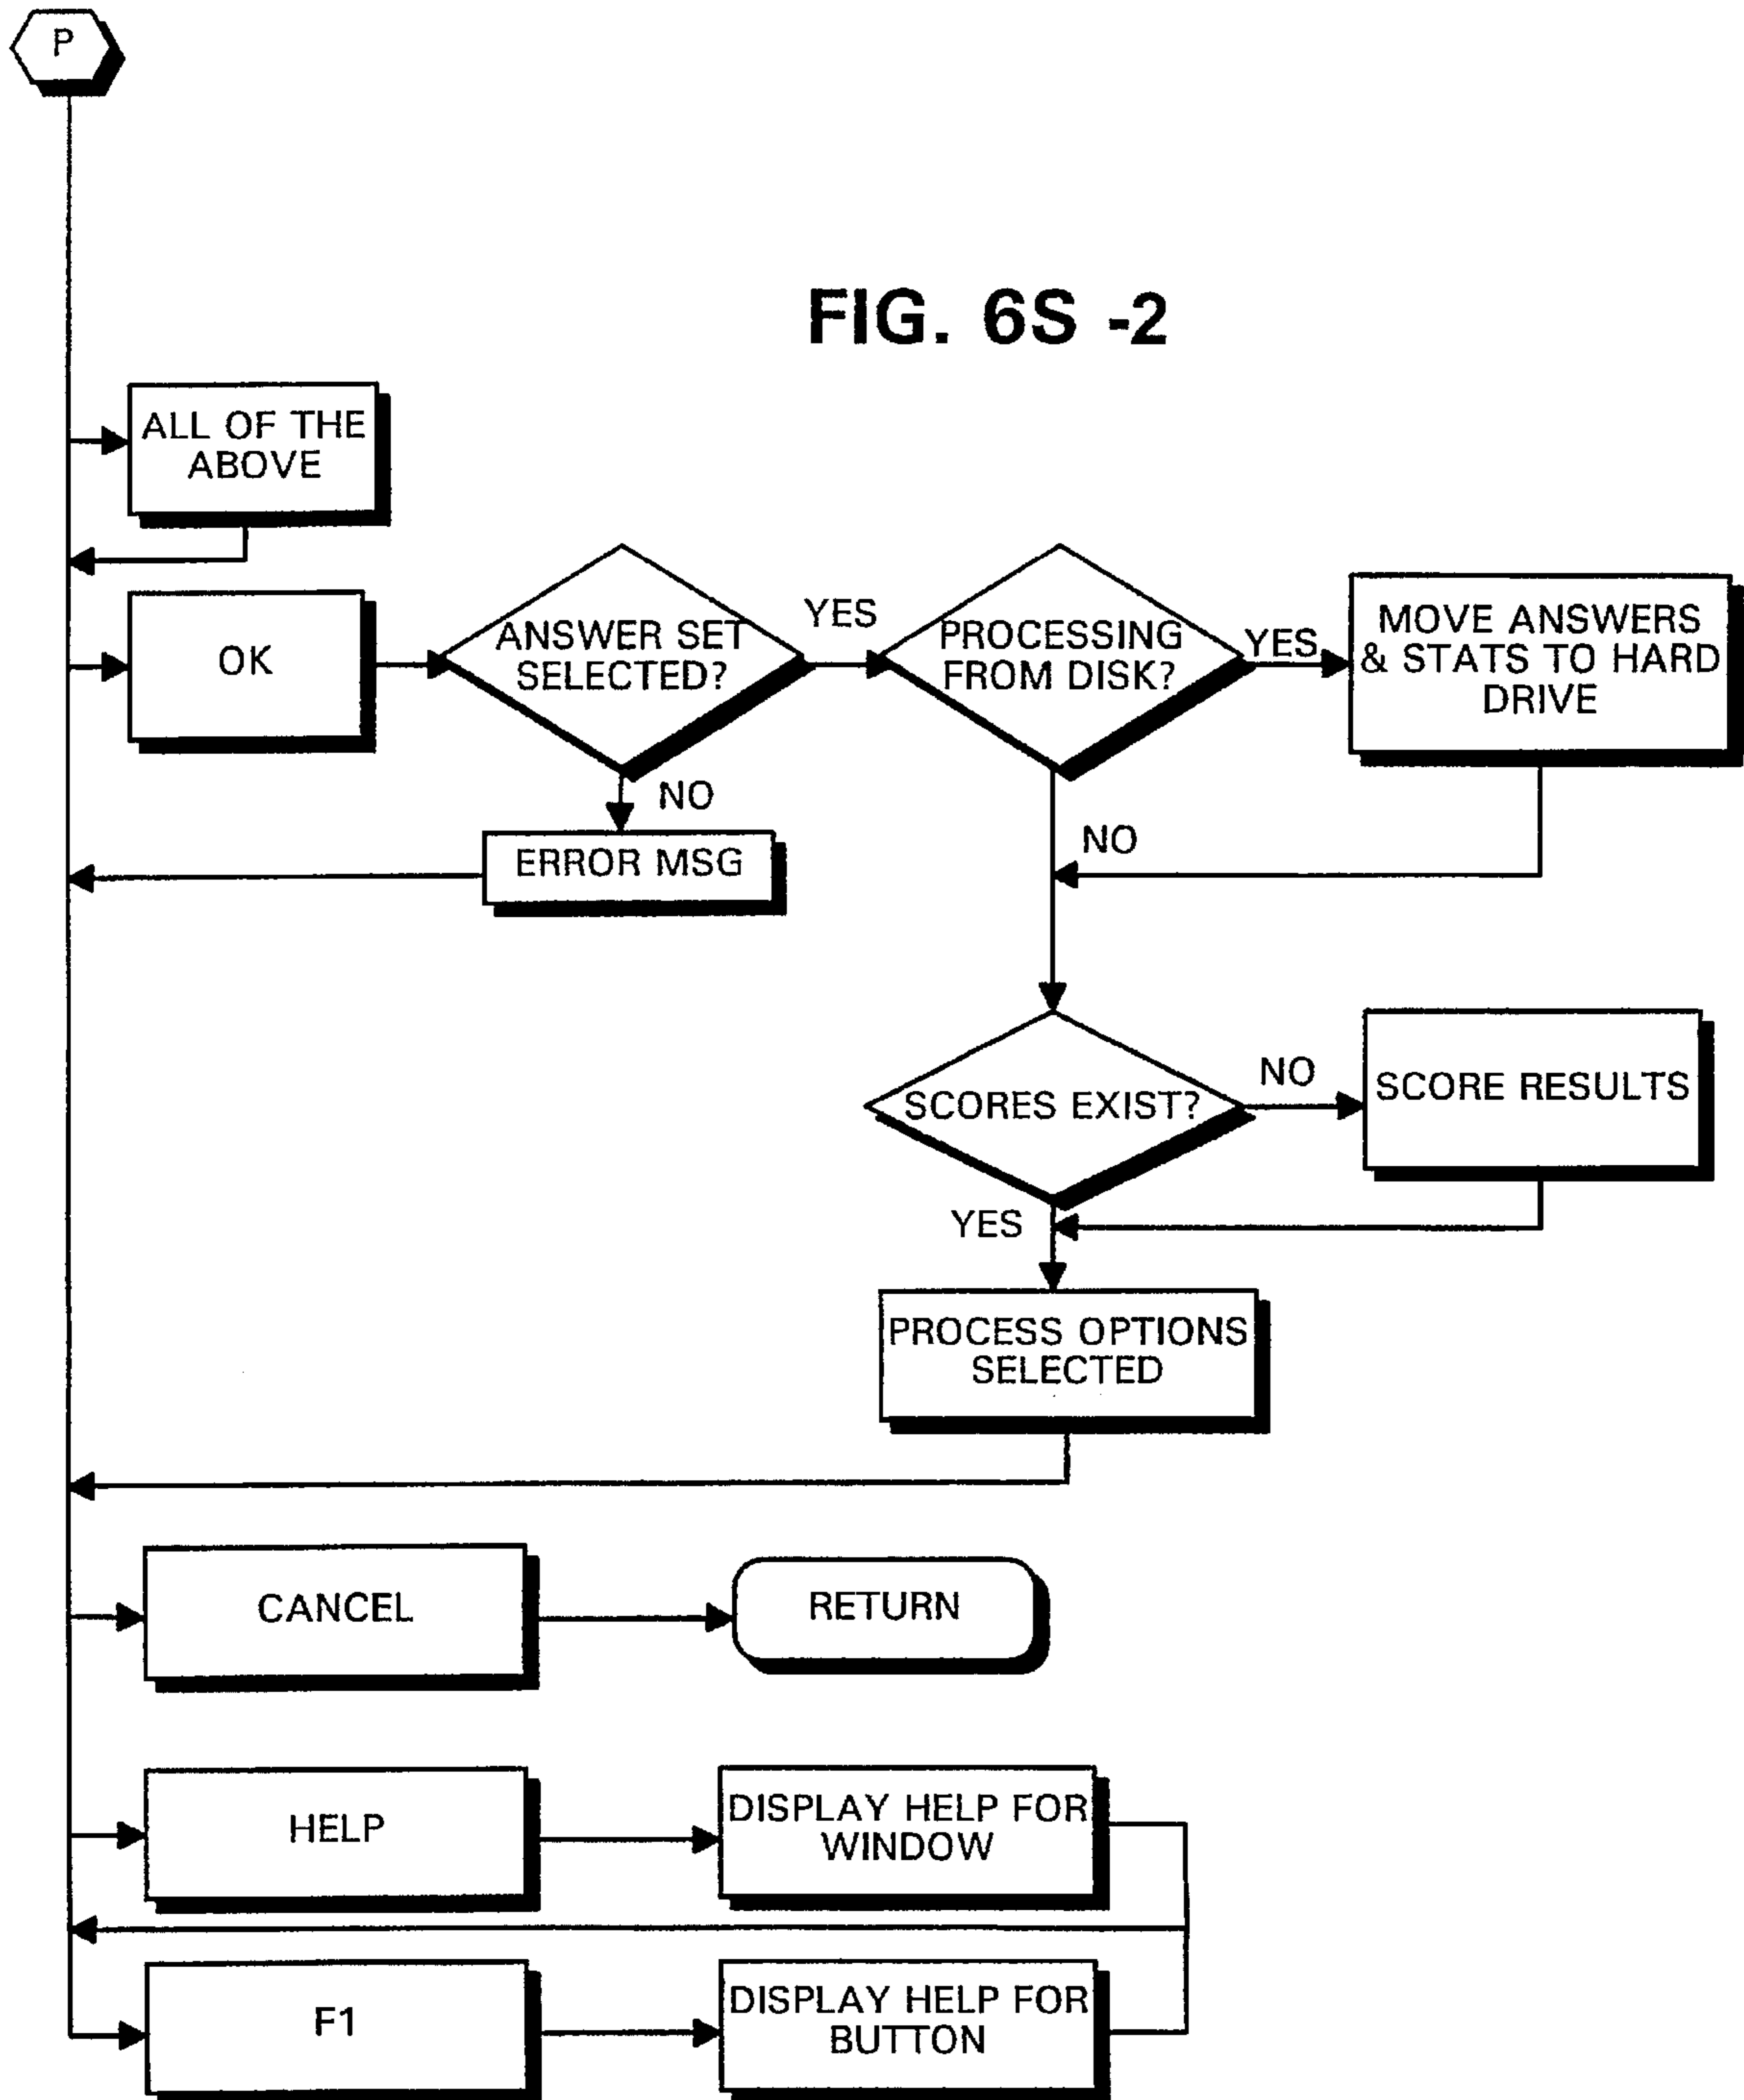 P
FIG. 6S -2
ALL OF THE
ABOVE
OK
ANSWER SET
SELECTED?
YES
PROCESSING
FROM DISK?
YES
MOVE ANSWERS
& STATS TO HARD
DRIVE
NO
ERROR MSG
NO
SCORES EXIST?
NO
SCORE RESULTS
YES
PROCESS OPTIONS
SELECTED
CANCEL
RETURN
HELP
DISPLAY HELP FOR
WINDOW
F1
DISPLAY HELP FOR
BUTTON